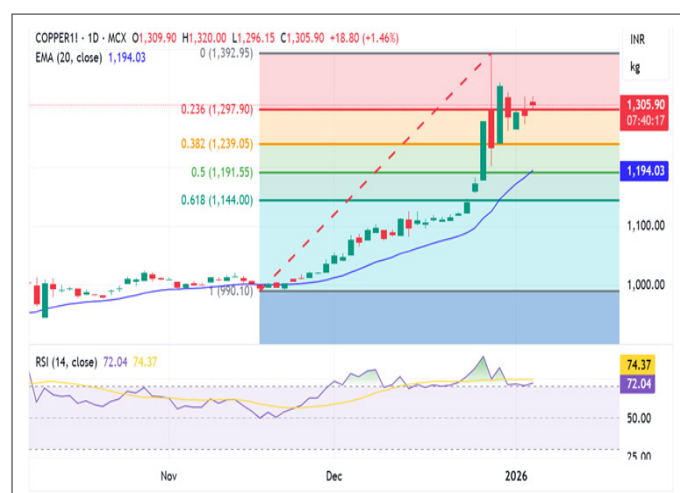 COPPER1! · 1D · MCX O1,309.90 H1,320.00 L1,296.15 C1,305.90 +18.80 (+1.46%)
INR
EMA (20, close) 1,194.03
0 (1,392.95)
kg
0.236 (1,297.90)
1,305.90
07:40:17
0.382 (1,239.05)
0.5 (1,191.55)
1,194.03
0.618 (1,144.00)
1,100.00
1,000.00
1 (990.10)
RSI (14, close) 72.04 74.37
74.37
72.04
50.00
25.00
Nov Dec 2026